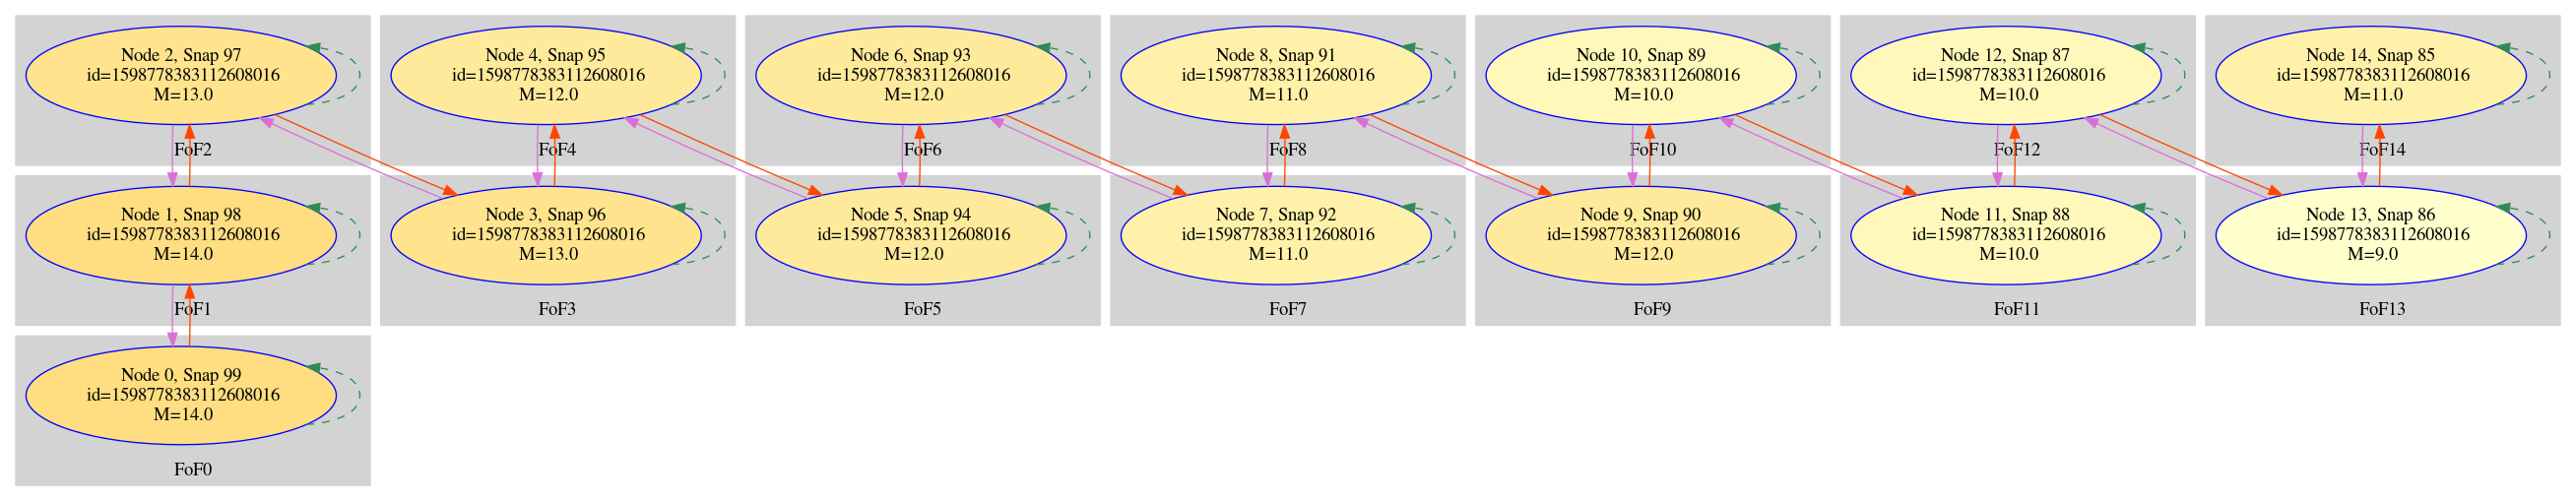 Node 2, Snap 97
id=1598778383112608016
M=13.0
FoF2
Node 4, Snap 95
id=1598778383112608016
M=12.0
FoF4
Node 6, Snap 93
id=1598778383112608016
M=12.0
FoF6
Node 8, Snap 91
id=1598778383112608016
M=11.0
FoF8
Node 10, Snap 89
id=1598778383112608016
M=10.0
FoF10
Node 12, Snap 87
id=1598778383112608016
M=10.0
FoF12
Node 14, Snap 85
id=1598778383112608016
M=11.0
FoF14
Node 1, Snap 98
id=1598778383112608016
M=14.0
FoF1
Node 3, Snap 96
id=1598778383112608016
M=13.0
FoF3
Node 5, Snap 94
id=1598778383112608016
M=12.0
FoF5
Node 7, Snap 92
id=1598778383112608016
M=11.0
FoF7
Node 9, Snap 90
id=1598778383112608016
M=12.0
FoF9
Node 11, Snap 88
id=1598778383112608016
M=10.0
FoF11
Node 13, Snap 86
id=1598778383112608016
M=9.0
FoF13
Node 0, Snap 99
id=1598778383112608016
M=14.0
FoF0